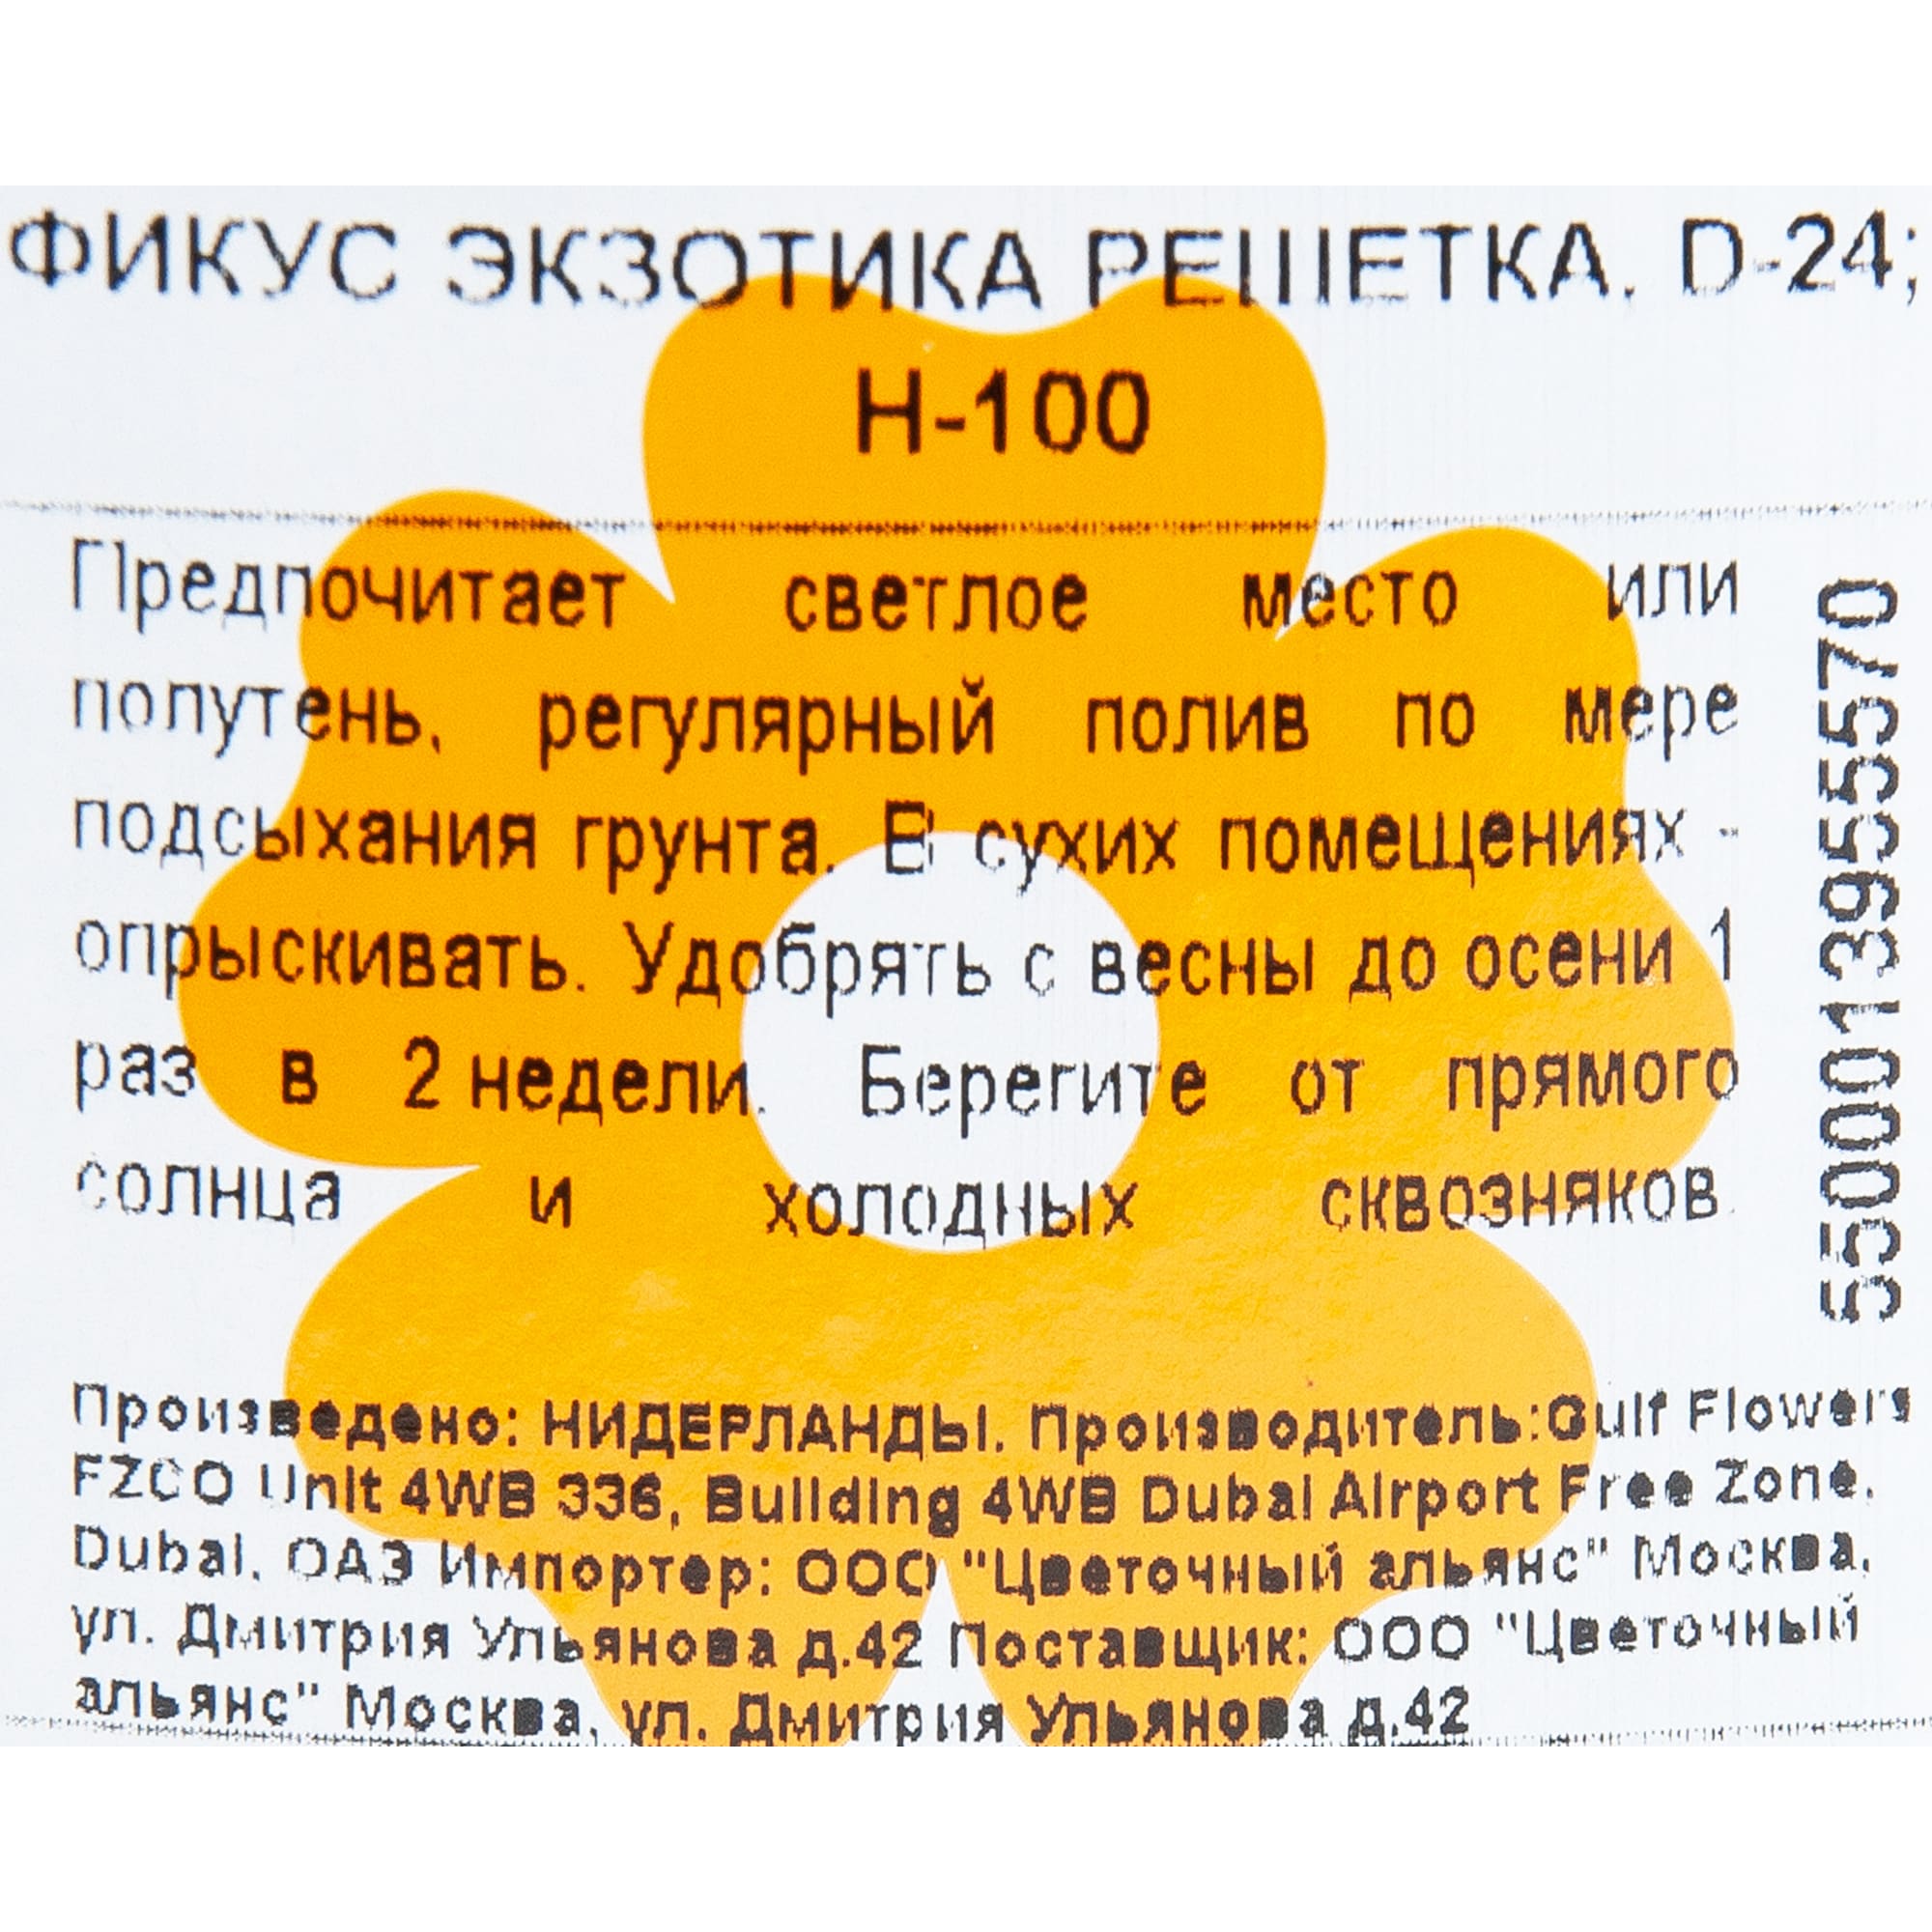 ФИКУС ЭКЗОТИКА РЕШЕТКА. D-24;
H-100
Предпочитает светлое место или
полутень, регулярный полив по мере
подсыхания грунта. В сухих помещениях -
опрыскивать. Удобрять с весны до осени 1
раз в 2 недели. Берегите от прямого
солнца и холодных сквозняков.
5500013955570
Произведено: НИДЕРЛАНДЫ. Производитель:Gulf Flowers
FZCO Unit 4WB 336, Building 4WB Dubai Airport Free Zone,
Dubai, ОАЭ Импортер: ООО "Цветочный альянс" Москва,
ул. Дмитрия Ульянова д.42 Поставщик: ООО "Цветочный
альянс" Москва, ул. Дмитрия Ульянова д.42